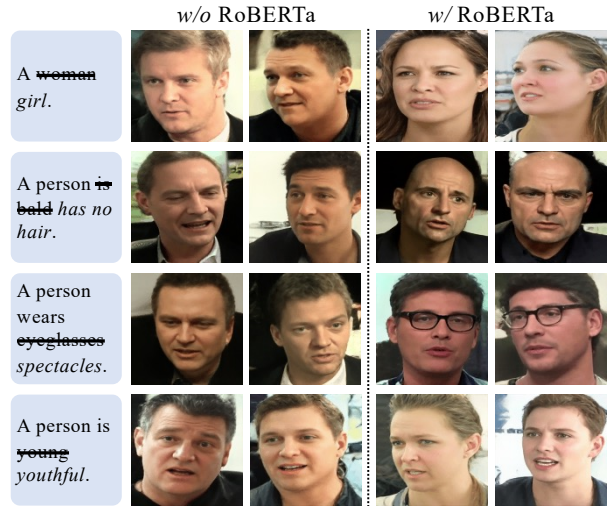 w/o RoBERTa
w/ RoBERTa
A woman
girl.
A person is
bald has no
hair.
A person
wears
eyeglasses
spectacles.
A person is
young
youthful.